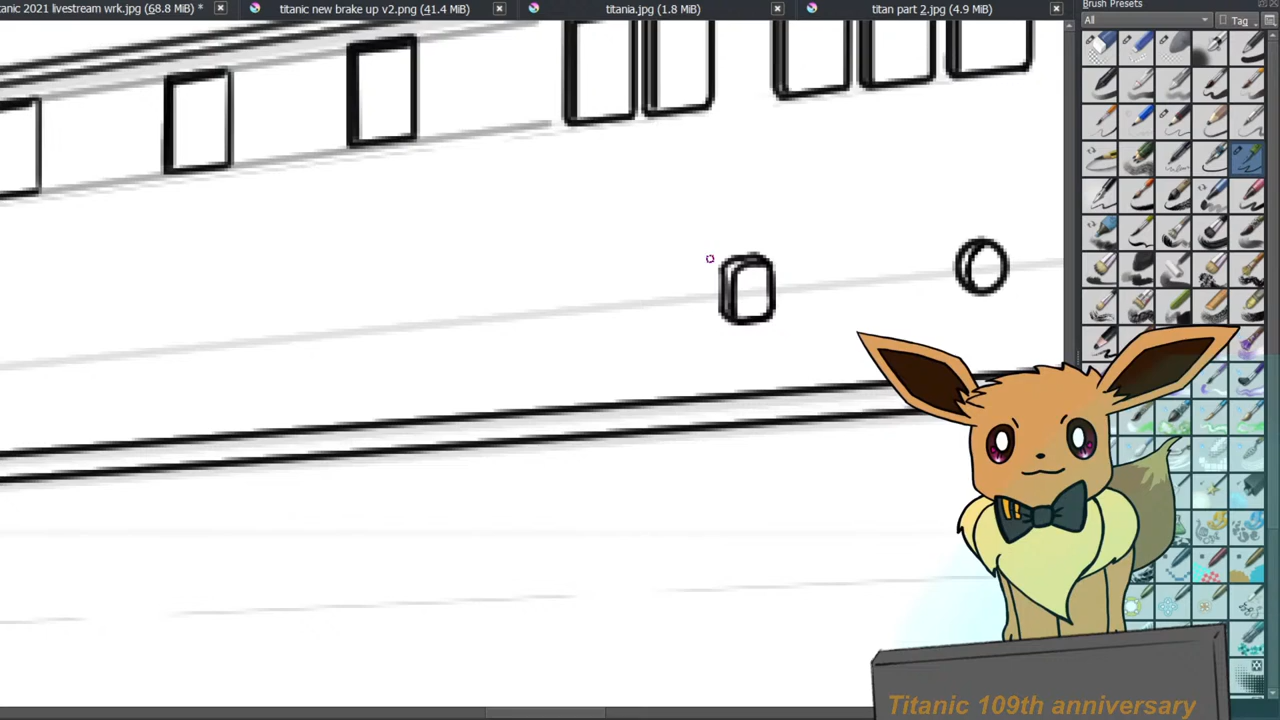 tanic 2021 livestream wrk.jpg (68.8 MiB) *
titanic new brake up v2.png (41.4 MiB)
titania.jpg (1.8 MiB)
titan part 2.jpg (4.9 MiB)
Brush Presets
All
Tag
Titanic 109th anniversary